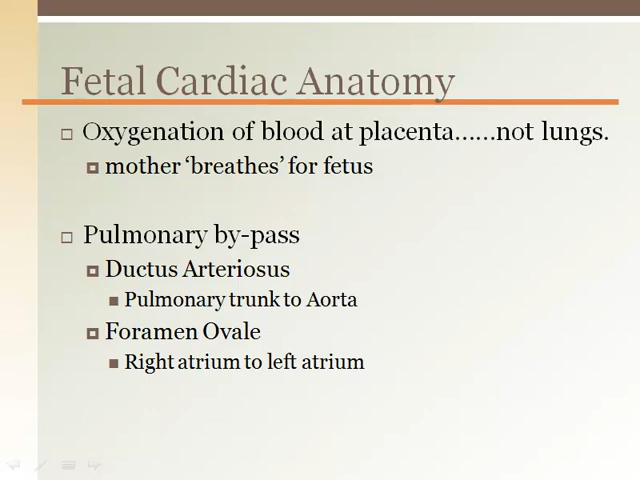 Fetal Cardiac Anatomy
Oxygenation of blood at placenta......not lungs.
mother ‘breathes’ for fetus
Pulmonary by-pass
Ductus Arteriosus
Pulmonary trunk to Aorta
Foramen Ovale
Right atrium to left atrium